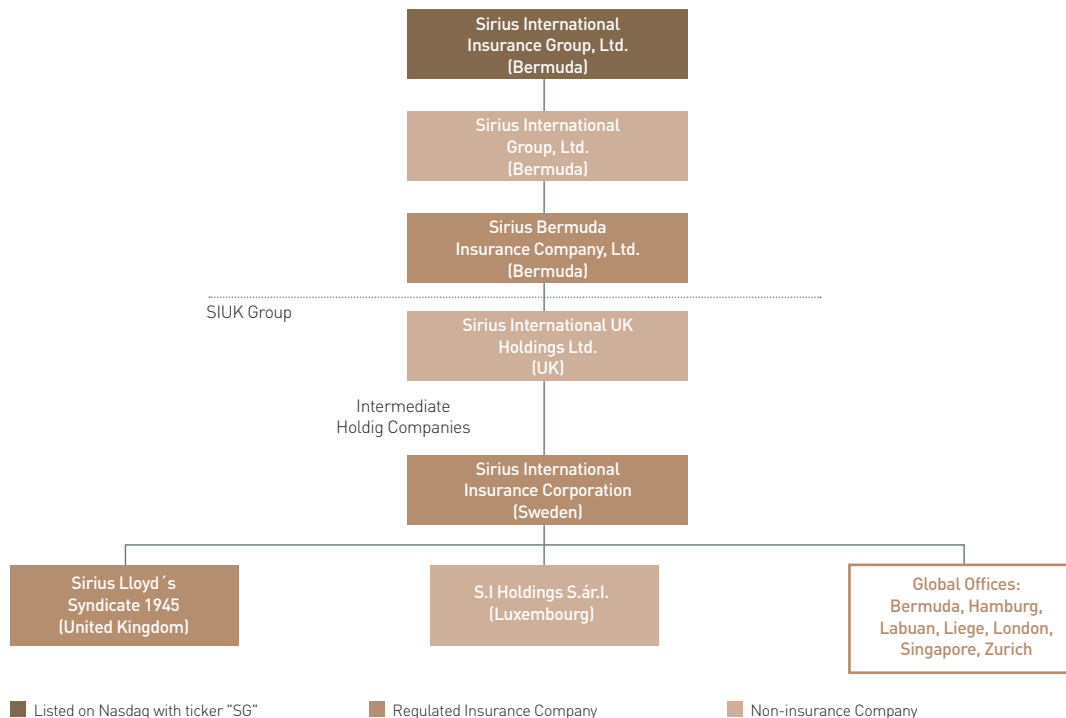 Sirius International
Insurance Group, Ltd.
(Bermuda)
Sirius International
Group, Ltd.
(Bermuda)
Sirius Bermuda
Insurance Company, Ltd.
(Bermuda)
SIUK Group
Sirius International UK
Holdings Ltd.
(UK)
Intermediate
Holdig Companies
Sirius International
Insurance Corporation
(Sweden)
Sirius Lloyd´s
Syndicate 1945
(United Kingdom)
S.I Holdings S.ár.l.
(Luxembourg)
Global Offices:
Bermuda, Hamburg,
Labuan, Liege, London,
Singapore, Zurich
Listed on Nasdaq with ticker "SG"
Regulated Insurance Company
Non-insurance Company